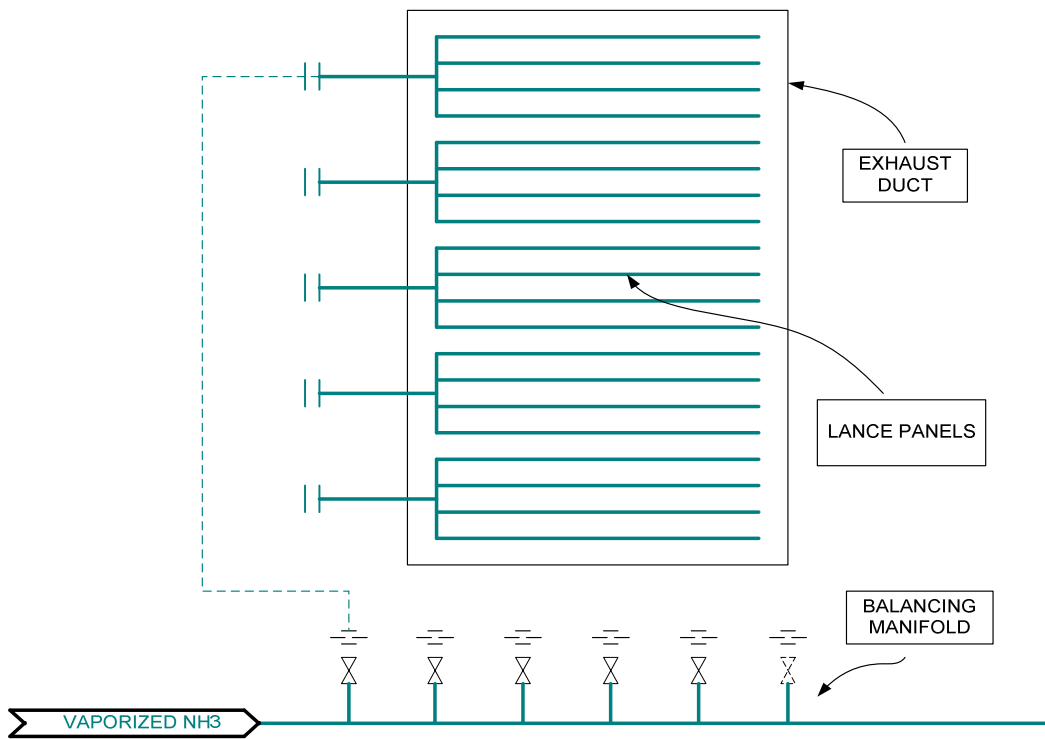 EXHAUST
DUCT
LANCE PANELS
BALANCING
MANIFOLD
VAPORIZED NH3